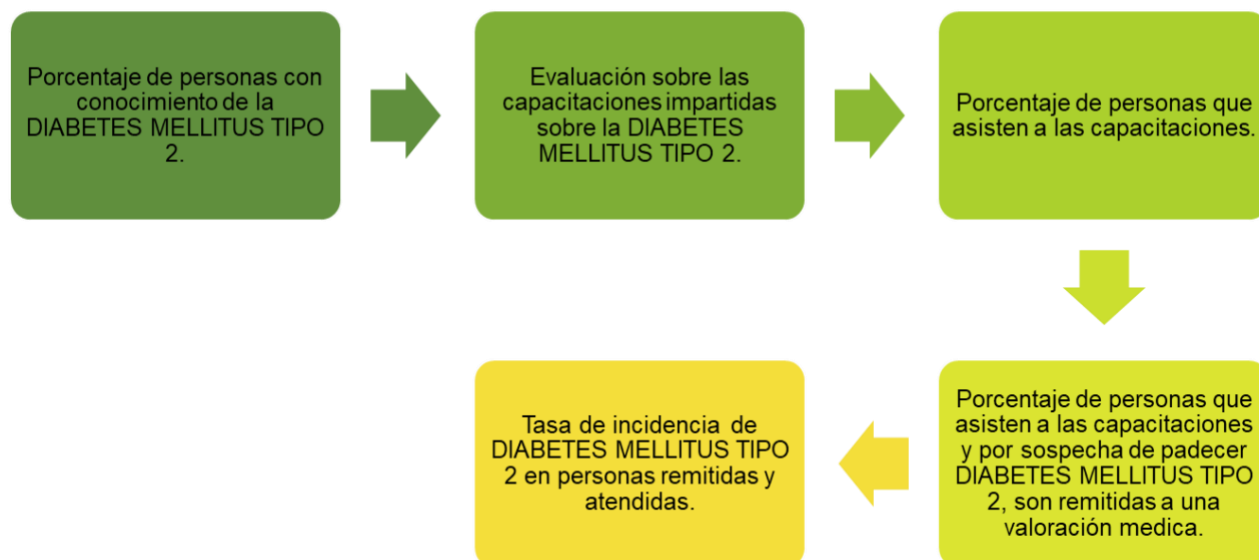 Porcentaje de personas con
conocimiento de la
DIABETES MELLITUS TIPO
2.
Evaluación sobre las
capacitaciones impartidas
sobre la DIABETES
MELLITUS TIPO 2.
Porcentaje de personas que
asisten a las capacitaciones.
Porcentaje de personas que
asisten a las capacitaciones
y por sospecha de padecer
DIABETES MELLITUS TIPO
2, son remitidas a una
valoración medica.
Tasa de incidencia de
DIABETES MELLITUS TIPO
2 en personas remitidas y
atendidas.